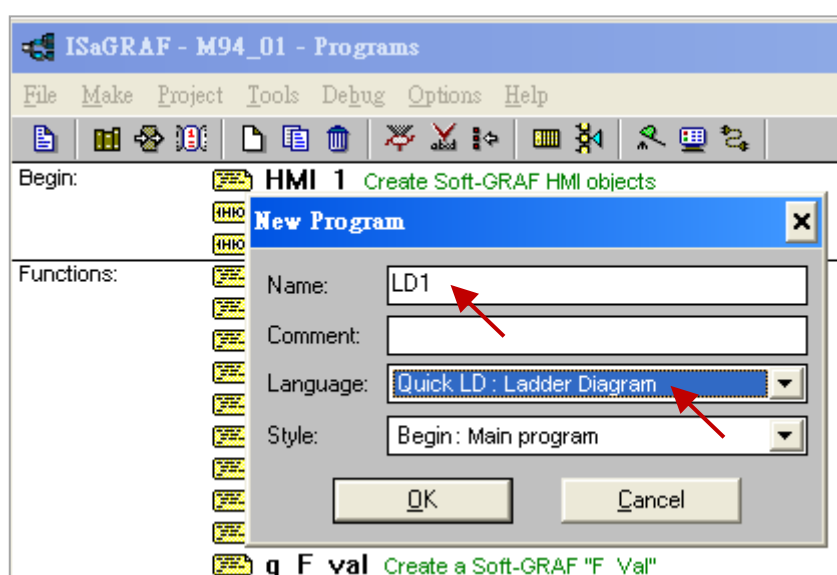 ISaGRAF - M94_01 - Programs
File Make Project Tools Debug Options Help
Begin: HMI_1 Create Soft-GRAF HMI objects
New Program
Functions:
Name: LD1
Comment:
Language: Quick LD : Ladder Diagram
Style: Begin : Main program
OK Cancel
g_F_val Create a Soft-GRAF "F_Val"